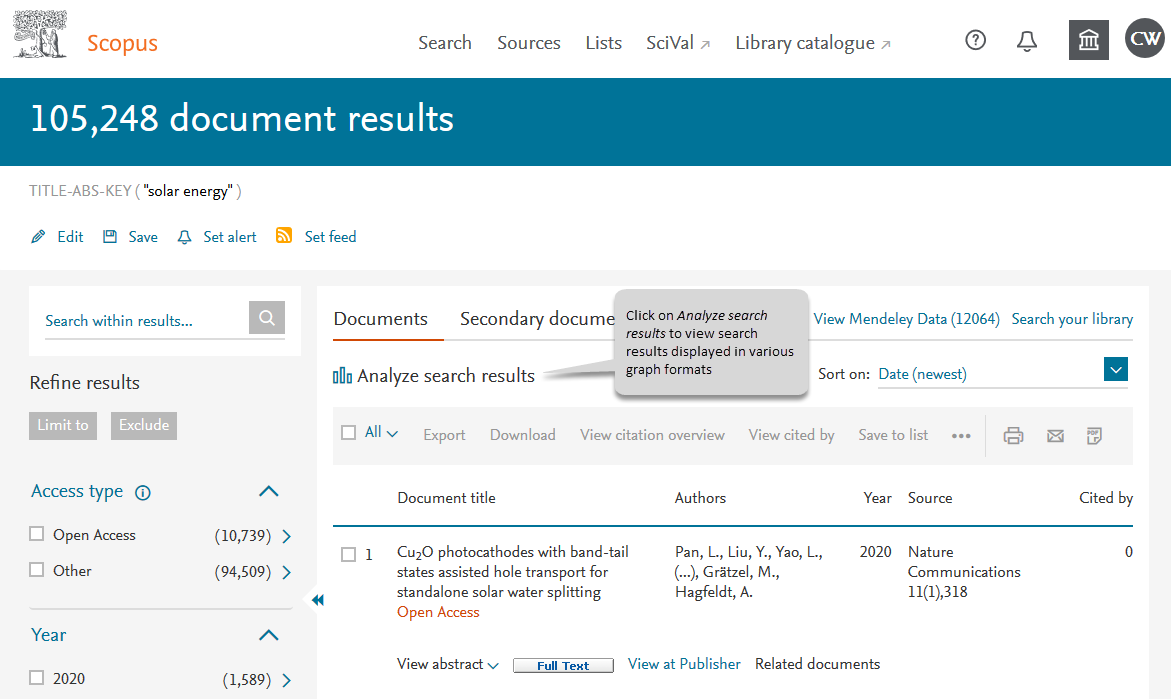 Scopus
Search Sources Lists SciVal ↗ Library catalogue ↗ CW
105,248 document results
TITLE-ABS-KEY ( "solar energy" )
Edit Save Set alert Set feed
Search within results...
Refine results
Limit to Exclude
Access type
Open Access (10,739)
Other (94,509)
Year
2020 (1,589)
Documents Secondary docume
View Mendeley Data (12064) Search your library
Click on Analyze search
results to view search
results displayed in various
graph formats
Analyze search results
Sort on: Date (newest)
All Export Download View citation overview View cited by Save to list ••• PDF
Document title Authors Year Source Cited by
1 Cu₂O photocathodes with band-tail Pan, L., Liu, Y., Yao, L., 2020 Nature 0
states assisted hole transport for (...), Grätzel, M., Communications
standalone solar water splitting Hagfeldt, A. 11(1),318
Open Access
View abstract Full Text View at Publisher Related documents